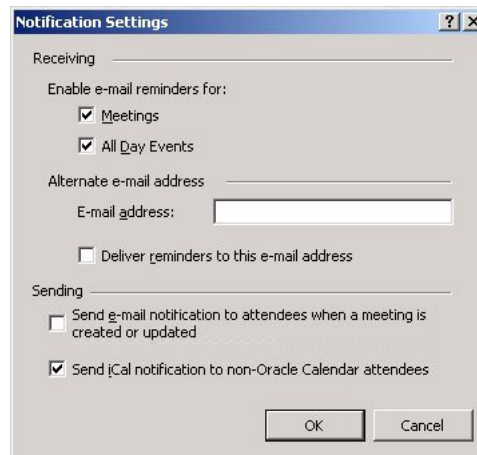 Notification Settings
Receiving
Enable e-mail reminders for:
Meetings
All Day Events
Alternate e-mail address
E-mail address:
Deliver reminders to this e-mail address
Sending
Send e-mail notification to attendees when a meeting is
created or updated
Send iCal notification to non-Oracle Calendar attendees
OK Cancel